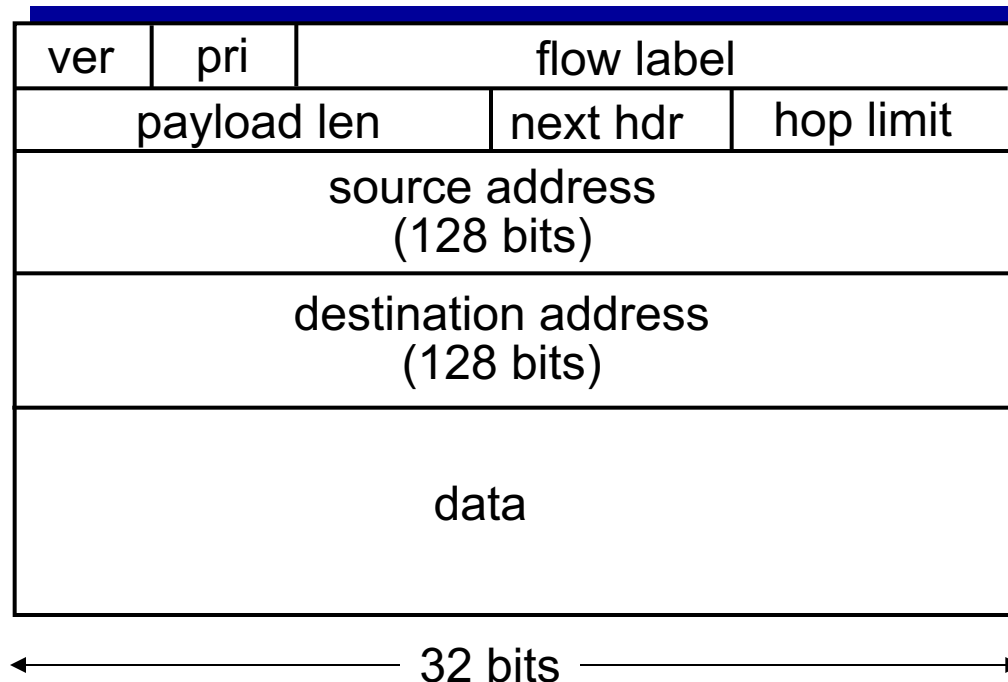 ver pri flow label
payload len next hdr hop limit
source address
(128 bits)
destination address
(128 bits)
data
32 bits